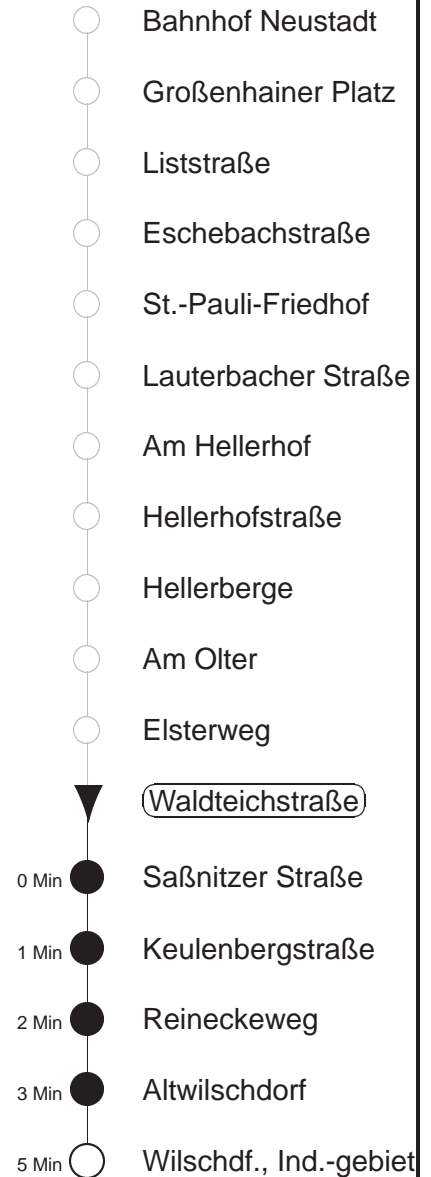 Bahnhof Neustadt
Großenhainer Platz
Liststraße
Eschebachstraße
St.-Pauli-Friedhof
Lauterbacher Straße
Am Hellerhof
Hellerhofstraße
Hellerberge
Am Olter
Elsterweg
Waldteichstraße
0 Min Saßnitzer Straße
1 Min Keulenbergstraße
2 Min Reineckeweg
3 Min Altwilschdorf
5 Min Wilschdf., Ind.-gebiet